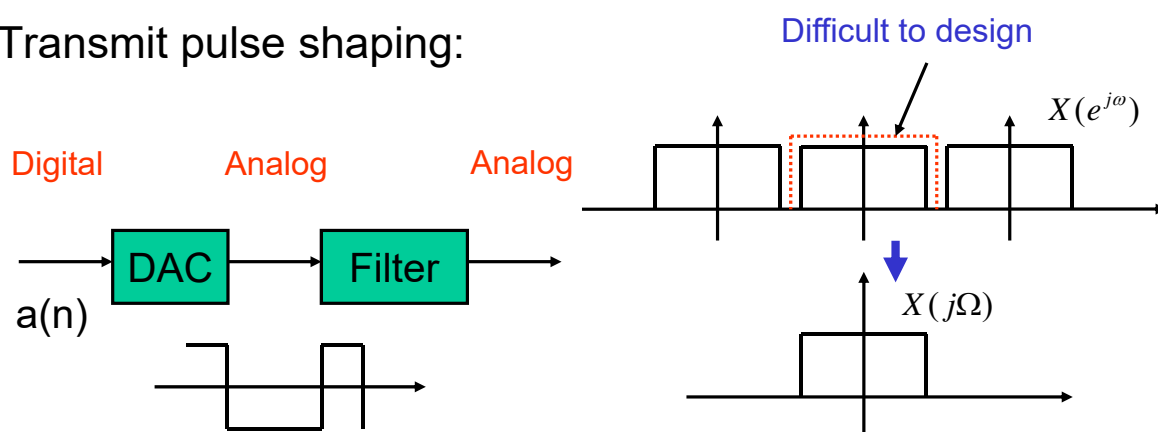 Transmit pulse shaping:
Difficult to design
X(e^{jω})
Digital
Analog
Analog
DAC
Filter
a(n)
X(jΩ)